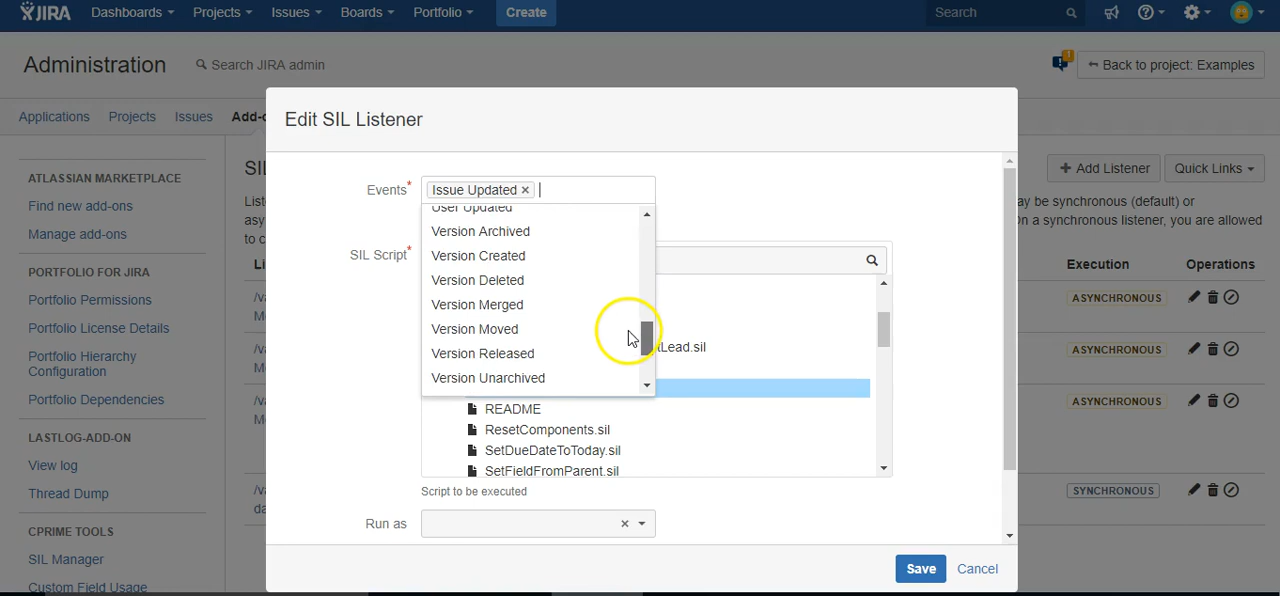 JIRA Dashboards Projects Issues Boards Portfolio Create Search
Administration Search JIRA admin Back to project: Examples
Applications Projects Issues
Edit SIL Listener
ATLASSIAN MARKETPLACE
Find new add-ons
Manage add-ons
PORTFOLIO FOR JIRA
Portfolio Permissions
Portfolio License Details
Portfolio Hierarchy
Configuration
Portfolio Dependencies
LASTLOG-ADD-ON
View log
Thread Dump
CPRIME TOOLS
SIL Manager
Custom Field Usage
Add Listener Quick Links
ay be synchronous (default) or
n a synchronous listener, you are allowed
to c
Events* Issue Updated ×
User Updated
Version Archived
Version Created
Version Deleted
Version Merged
Version Moved
Version Released
Version Unarchived
SIL Script*
tLead.sil
README
ResetComponents.sil
SetDueDateToToday.sil
SetFieldFromParent.sil
Script to be executed
Run as
Save Cancel
Execution Operations
ASYNCHRONOUS
ASYNCHRONOUS
ASYNCHRONOUS
SYNCHRONOUS